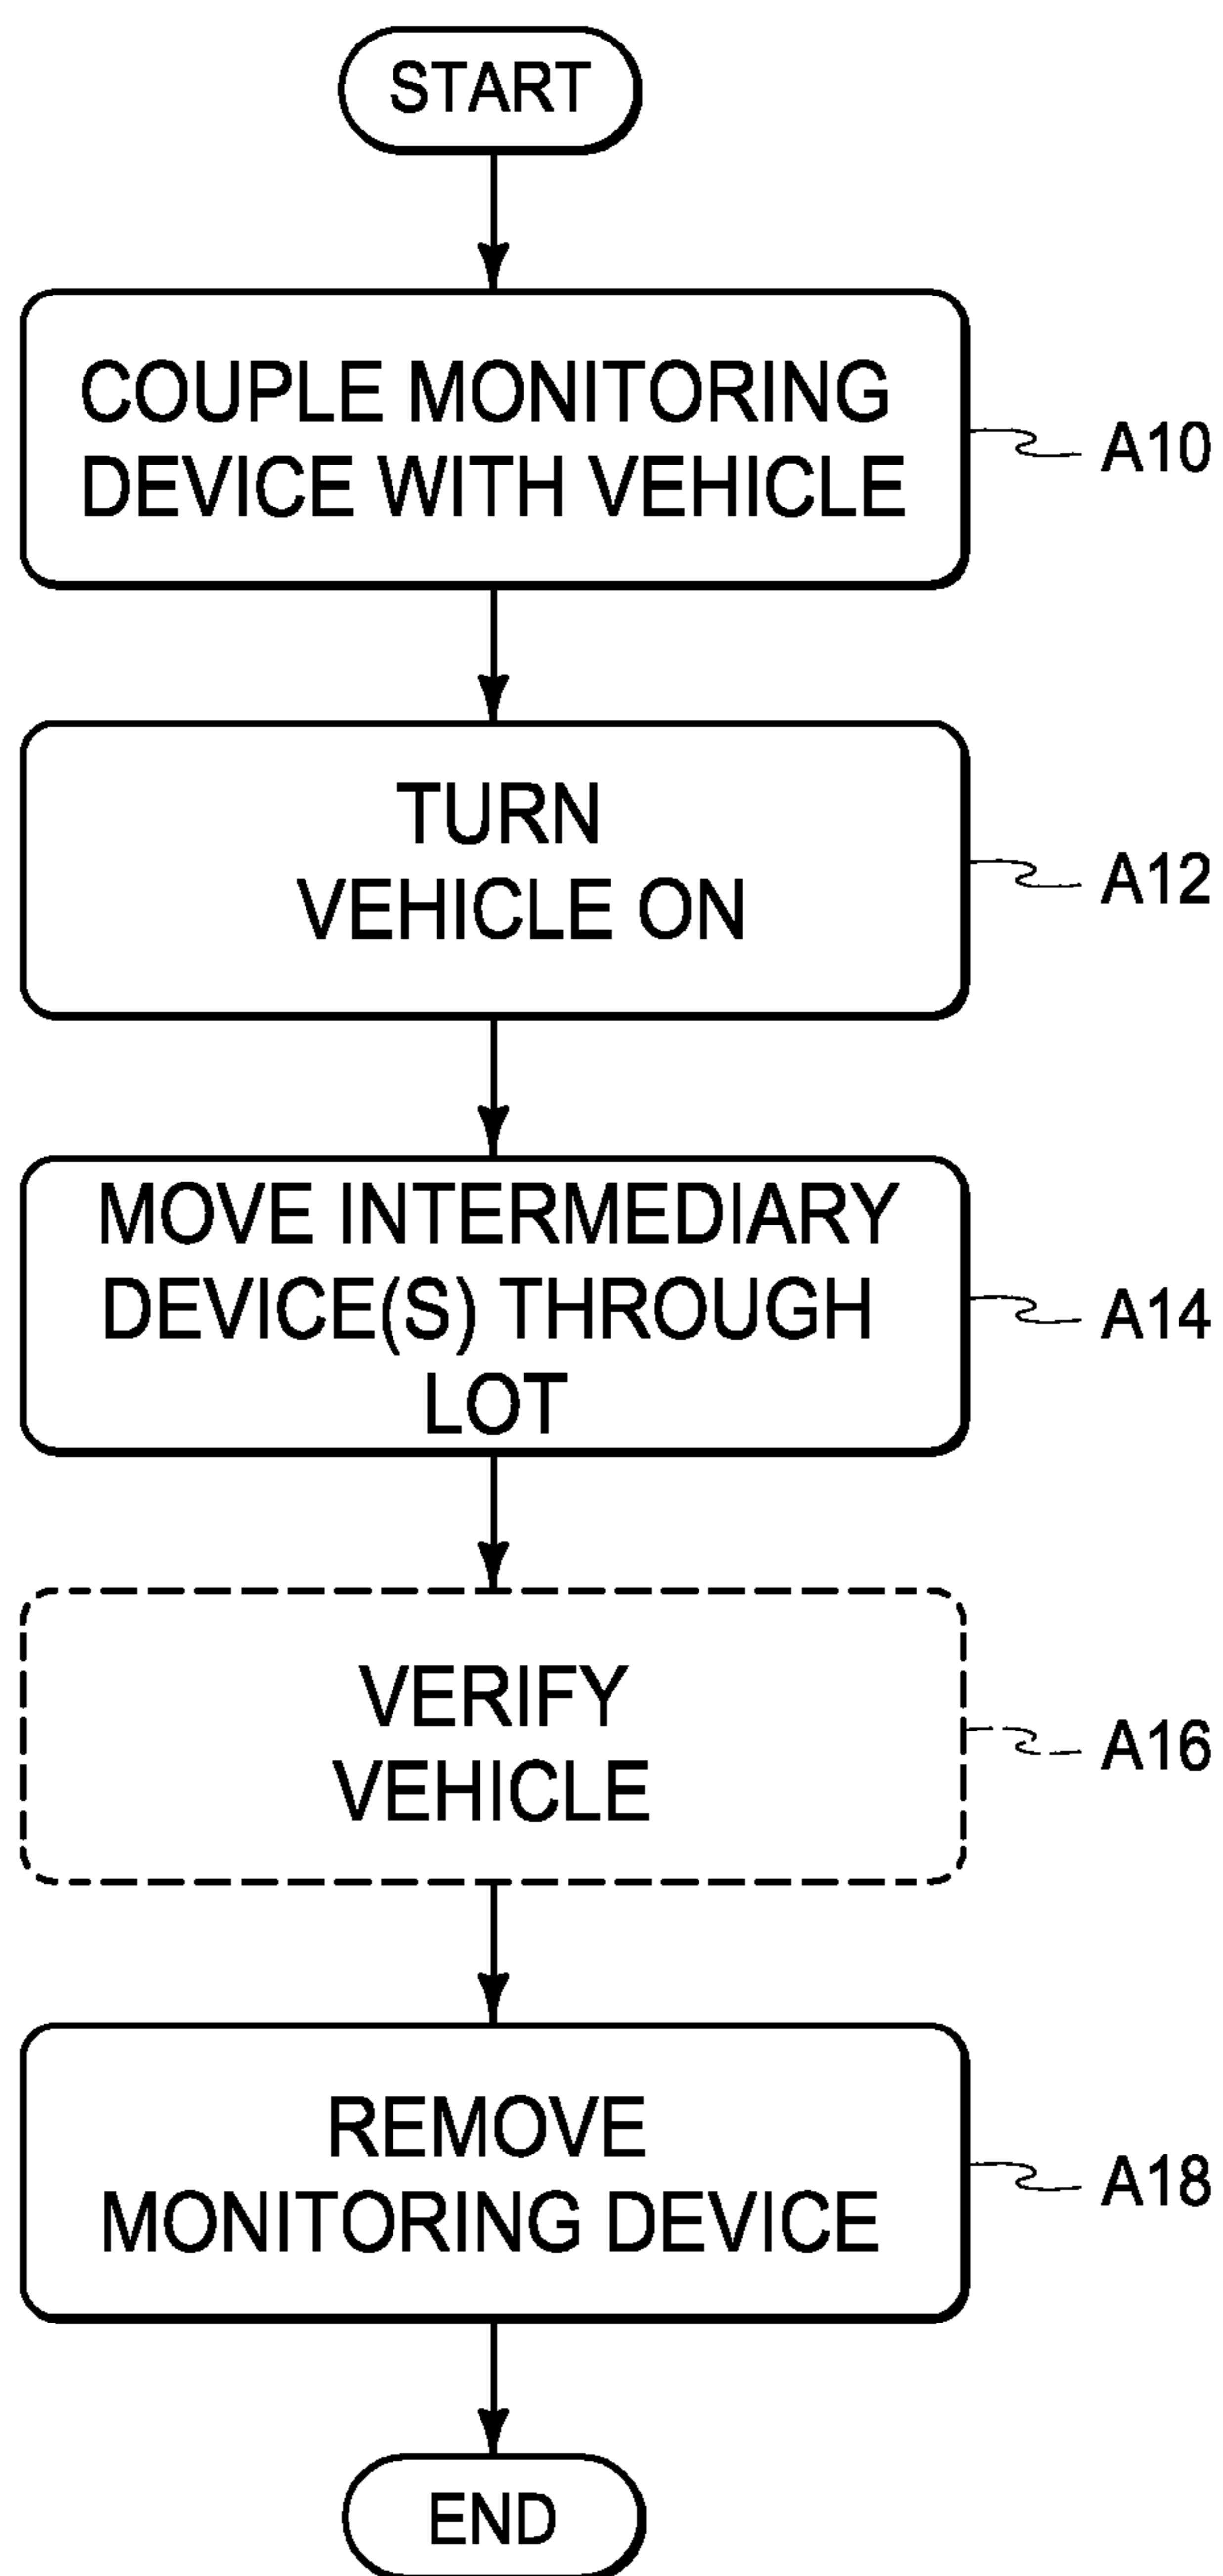 START
COUPLE MONITORING
DEVICE WITH VEHICLE
A10
TURN
VEHICLE ON
A12
MOVE INTERMEDIARY
DEVICE(S) THROUGH
LOT
A14
VERIFY
VEHICLE
A16
REMOVE
MONITORING DEVICE
A18
END